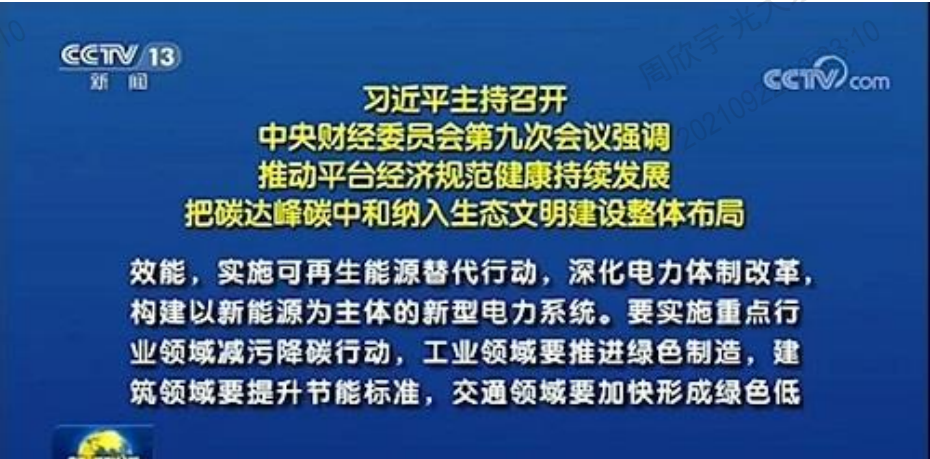 CCTV 13
新闻
CCTV.com
习近平主持召开
中央财经委员会第九次会议强调
推动平台经济规范健康持续发展
把碳达峰碳中和纳入生态文明建设整体布局
效能，实施可再生能源替代行动，深化电力体制改革，
构建以新能源为主体的新型电力系统。要实施重点行
业领域减污降碳行动，工业领域要推进绿色制造，建
筑领域要提升节能标准，交通领域要加快形成绿色低